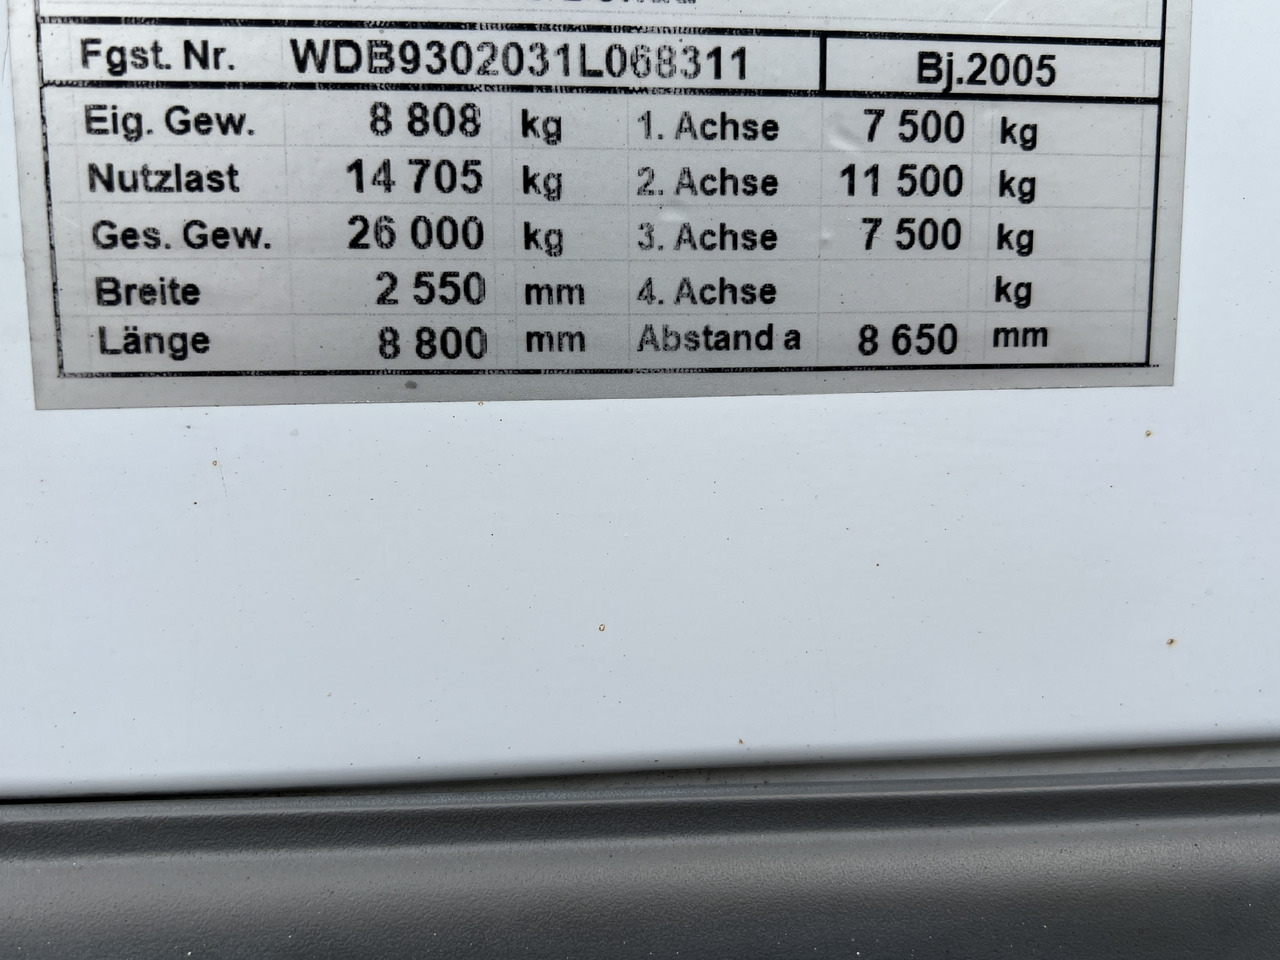 Fgst. Nr. WDB9302031L068311 Bj.2005
Eig. Gew. 8 808 kg 1. Achse 7 500 kg
Nutzlast 14 705 kg 2. Achse 11 500 kg
Ges. Gew. 26 000 kg 3. Achse 7 500 kg
Breite 2 550 mm 4. Achse kg
Länge 8 800 mm Abstand a 8 650 mm